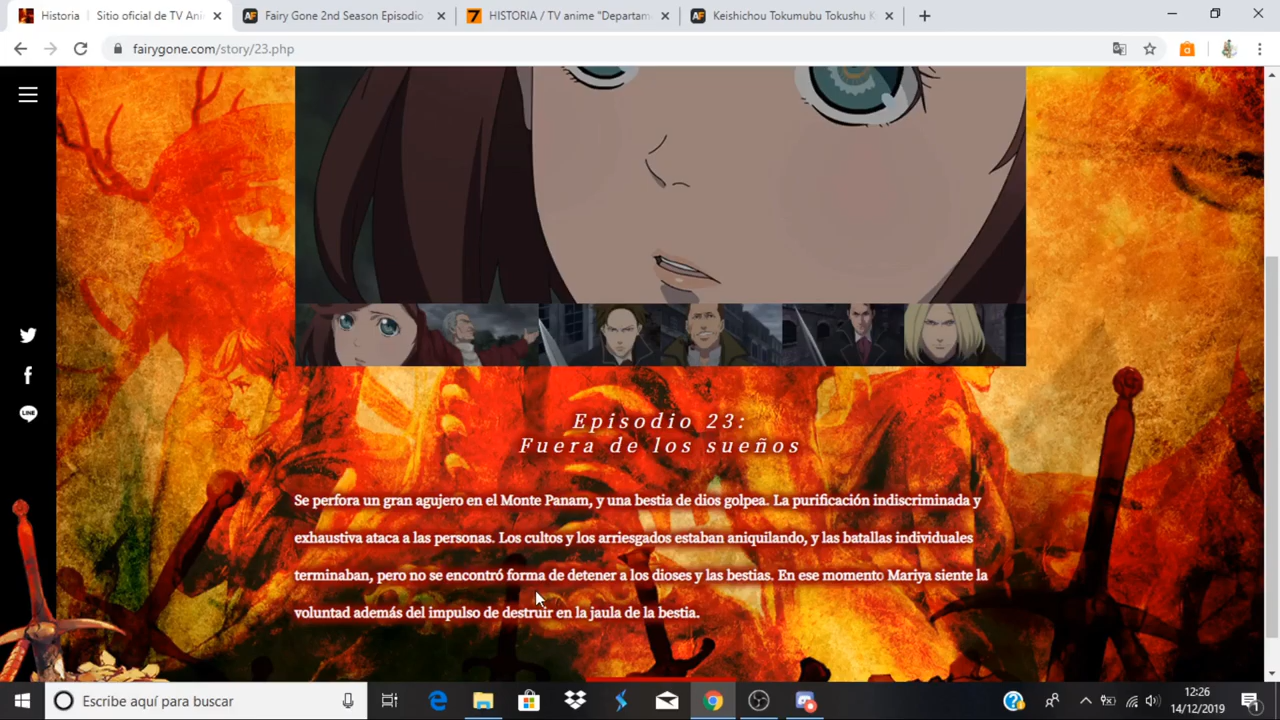 Historia | Sitio oficial de TV Ani
Fairy Gone 2nd Season Episodio
HISTORIA / TV anime "Departam
Keishichou Tokumubu Tokushu K
fairygone.com/story/23.php
LINE
Episodio 23:
Fuera de los sueños
Se perfora un gran agujero en el Monte Panam, y una bestia de dios golpea. La purificación indiscriminada y
exhaustiva ataca a las personas. Los cultos y los arriesgados estaban aniquilando, y las batallas individuales
terminaban, pero no se encontró forma de detener a los dioses y las bestias. En ese momento Mariya siente la
voluntad además del impulso de destruir en la jaula de la bestia.
Escribe aquí para buscar
12:26
14/12/2019